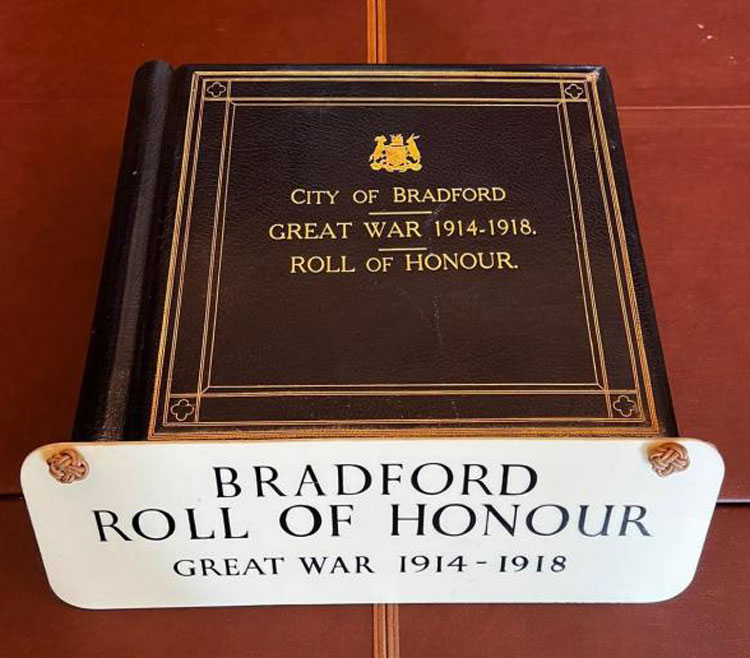 CITY OF BRADFORD
GREAT WAR 1914-1918.
ROLL OF HONOUR.
BRADFORD
ROLL OF HONOUR
GREAT WAR 1914-1918